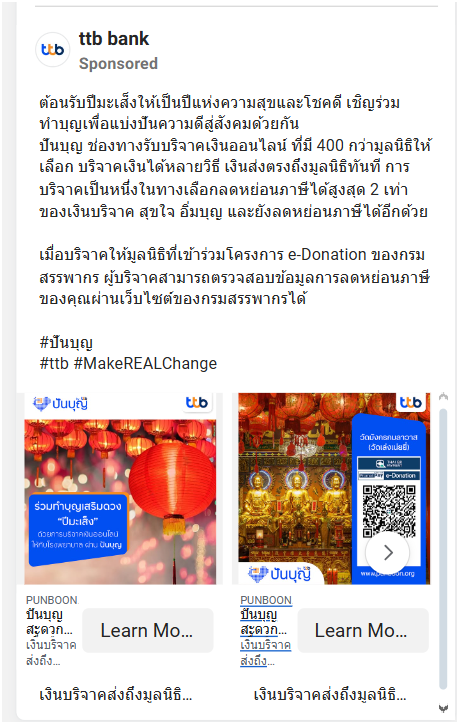 ttb
ttb bank
Sponsored
ต้อนรับปีมะเส็งให้เป็นปีแห่งความสุขและโชคดี เชิญร่วม
ทำบุญเพื่อแบ่งปันความดีสู่สังคมด้วยกัน
ปันบุญ ช่องทางรับบริจาคเงินออนไลน์ ที่มี 400 กว่ามูลนิธิให้
เลือก บริจาคเงินได้หลายวิธี เงินส่งตรงถึงมูลนิธิทันที การ
บริจาคเป็นหนึ่งในทางเลือกลดหย่อนภาษีได้สูงสุด 2 เท่า
ของเงินบริจาค สุขใจ อิ่มบุญ และยังลดหย่อนภาษีได้อีกด้วย
เมื่อบริจาคให้มูลนิธิที่เข้าร่วมโครงการ e-Donation ของกรม
สรรพากร ผู้บริจาคสามารถตรวจสอบข้อมูลการลดหย่อนภาษี
ของคุณผ่านเว็บไซต์ของกรมสรรพากรได้
#ปันบุญ
#ttb #MakeREALChange
ปันบุญ
ttb
ร่วมทำบุญเสริมดวง
"ปีมะเส็ง"
ด้วยการบริจาคเงินออนไลน์
ให้กับโรงพยาบาล ผ่าน ปันบุญ
ttb
วัดมังกรกมลาวาส
(วัดเล่งเน่ยยี่)
THAI QR
PAYMENT
e-Donation
ปันบุญ
www.punboon.org
PUNBOON
ปันบุญ
สะดวก...
เงินบริจาค
ส่งถึง...
Learn Mo...
PUNBOON
ปันบุญ
สะดวก...
เงินบริจาค
ส่งถึง...
Learn Mo...
เงินบริจาคส่งถึงมูลนิธิ...
เงินบริจาคส่งถึงมูลนิธิ...